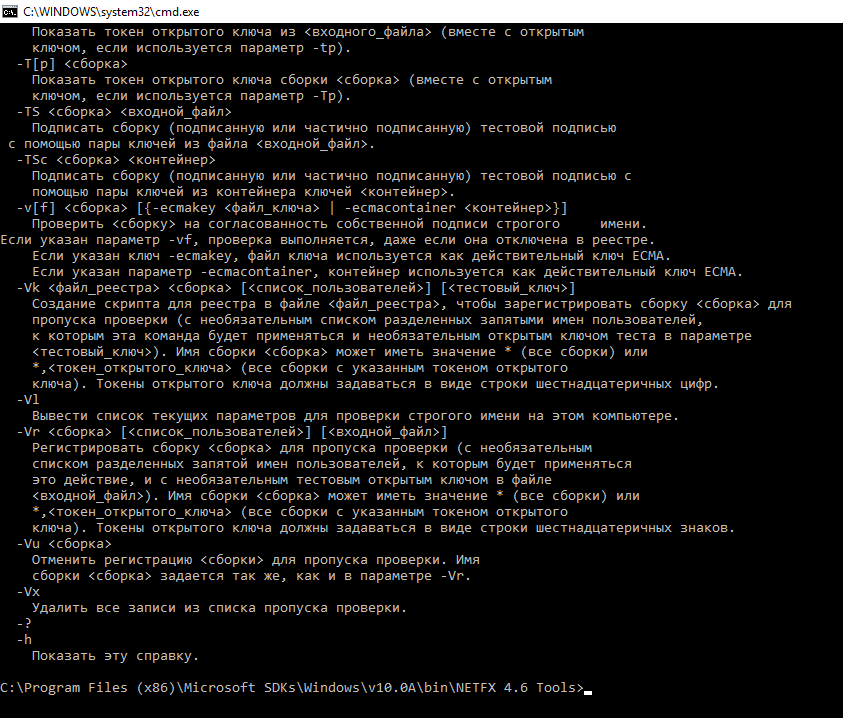 C:\WINDOWS\system32\cmd.exe
Показать токен открытого ключа из <входного_файла> (вместе с открытым
ключом, если используется параметр -tp).
-T[p] <сборка>
Показать токен открытого ключа сборки <сборка> (вместе с открытым
ключом, если используется параметр -Tp).
-TS <сборка> <входной_файл>
Подписать сборку (подписанную или частично подписанную) тестовой подписью
с помощью пары ключей из файла <входной_файл>.
-TSc <сборка> <контейнер>
Подписать сборку (подписанную или частично подписанную) тестовой подписью с
помощью пары ключей из контейнера ключей <контейнер>.
-v[f] <сборка> [{-ecmakey <файл_ключа> | -ecmacontainer <контейнер>}]
Проверить <сборку> на согласованность собственной подписи строгого     имени.
Если указан параметр -vf, проверка выполняется, даже если она отключена в реестре.
Если указан ключ -ecmakey, файл ключа используется как действительный ключ ECMA.
Если указан параметр -ecmacontainer, контейнер используется как действительный ключ ECMA.
-Vk <файл_реестра> <сборка> [<список_пользователей>] [<тестовый_ключ>]
Создание скрипта для реестра в файле <файл_реестра>, чтобы зарегистрировать сборку <сборка> для
пропуска проверки (с необязательным списком разделенных запятыми имен пользователей,
к которым эта команда будет применяться и необязательным открытым ключом теста в параметре
<тестовый_ключ>). Имя сборки <сборка> может иметь значение * (все сборки) или
*,<токен_открытого_ключа> (все сборки с указанным токеном открытого
ключа). Токены открытого ключа должны задаваться в виде строки шестнадцатеричных цифр.
-Vl
Вывести список текущих параметров для проверки строгого имени на этом компьютере.
-Vr <сборка> [<список_пользователей>] [<входной_файл>]
Регистрировать сборку <сборка> для пропуска проверки (с необязательным
списком разделенных запятой имен пользователей, к которым будет применяться
это действие, и с необязательным тестовым открытым ключом в файле
<входной_файл>). Имя сборки <сборка> может иметь значение * (все сборки) или
*,<токен_открытого_ключа> (все сборки с указанным токеном открытого
ключа). Токены открытого ключа должны задаваться в виде строки шестнадцатеричных знаков.
-Vu <сборка>
Отменить регистрацию <сборки> для пропуска проверки. Имя
сборки <сборка> задается так же, как и в параметре -Vr.
-Vx
Удалить все записи из списка пропуска проверки.
-?
-h
Показать эту справку.
C:\Program Files (x86)\Microsoft SDKs\Windows\v10.0A\bin\NETFX 4.6 Tools>